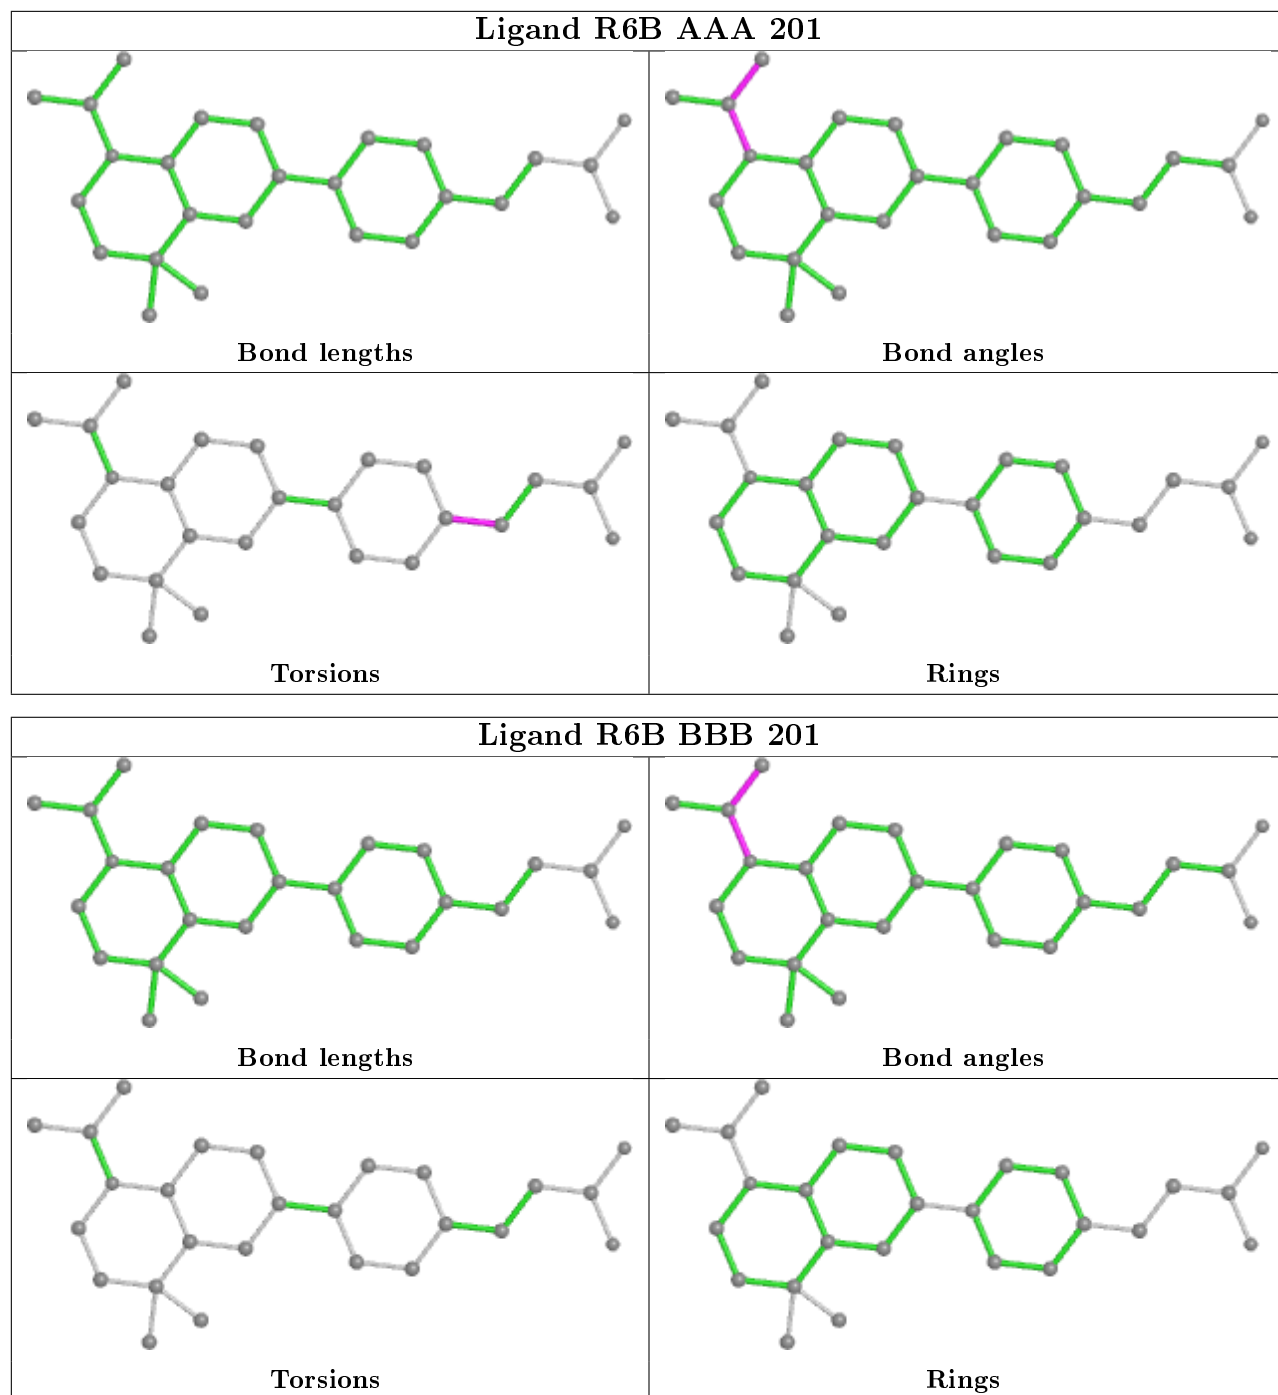 Ligand R6B AAA 201
Bond lengths
Bond angles
Torsions
Rings
Ligand R6B BBB 201
Bond lengths
Bond angles
Torsions
Rings